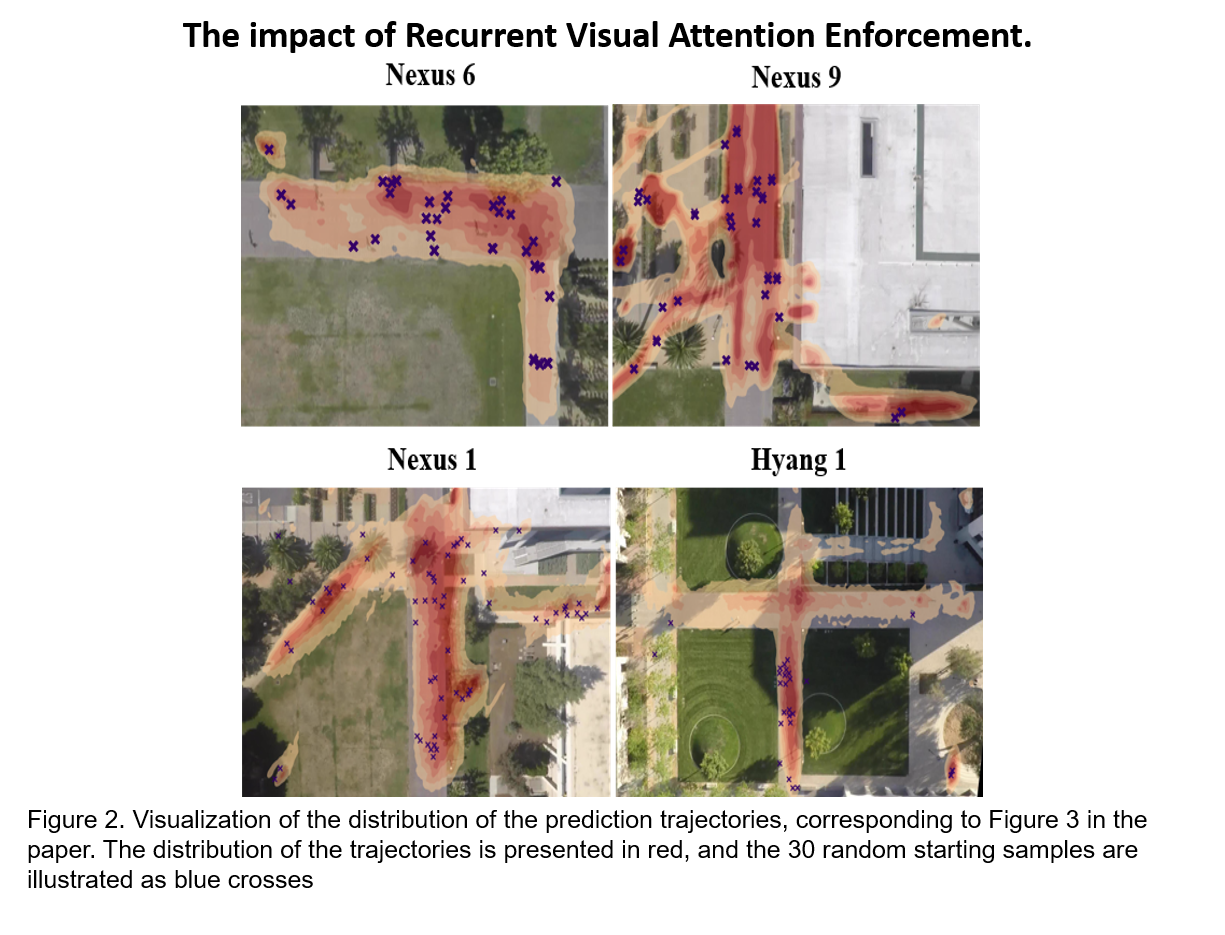 The impact of Recurrent Visual Attention Enforcement.
Nexus 6
Nexus 9
Nexus 1
Hyang 1
Figure 2. Visualization of the distribution of the prediction trajectories, corresponding to Figure 3 in the
paper. The distribution of the trajectories is presented in red, and the 30 random starting samples are
illustrated as blue crosses